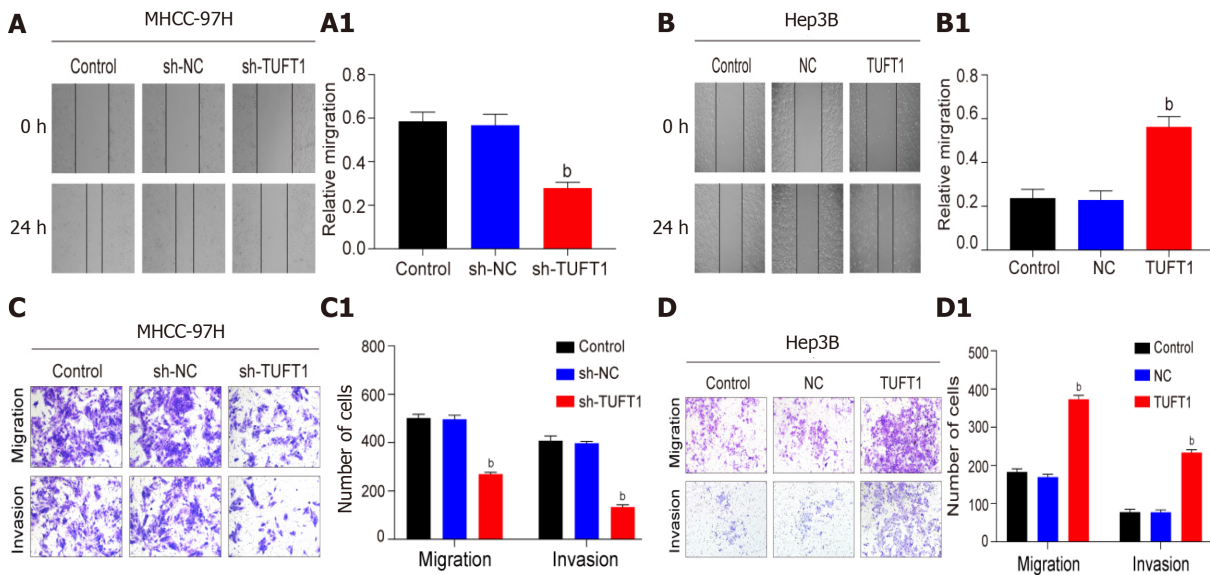 A
MHCC-97H
Control sh-NC sh-TUFT1
0 h
24 h
A1
Relative mirgration
0.8
0.6
0.4
0.2
0.0
b
Control sh-NC sh-TUFT1
B
Hep3B
Control NC TUFT1
0 h
24 h
B1
Relative mirgration
0.8
0.6
0.4
0.2
0.0
b
Control NC TUFT1
C
MHCC-97H
Control sh-NC sh-TUFT1
Migration
Invasion
C1
Number of cells
800
600
400
200
0
Control
sh-NC
sh-TUFT1
b
b
Migration Invasion
D
Hep3B
Control NC TUFT1
Migration
Invasion
D1
Number of cells
500
400
300
200
100
0
Control
NC
TUFT1
b
b
Migration Invasion